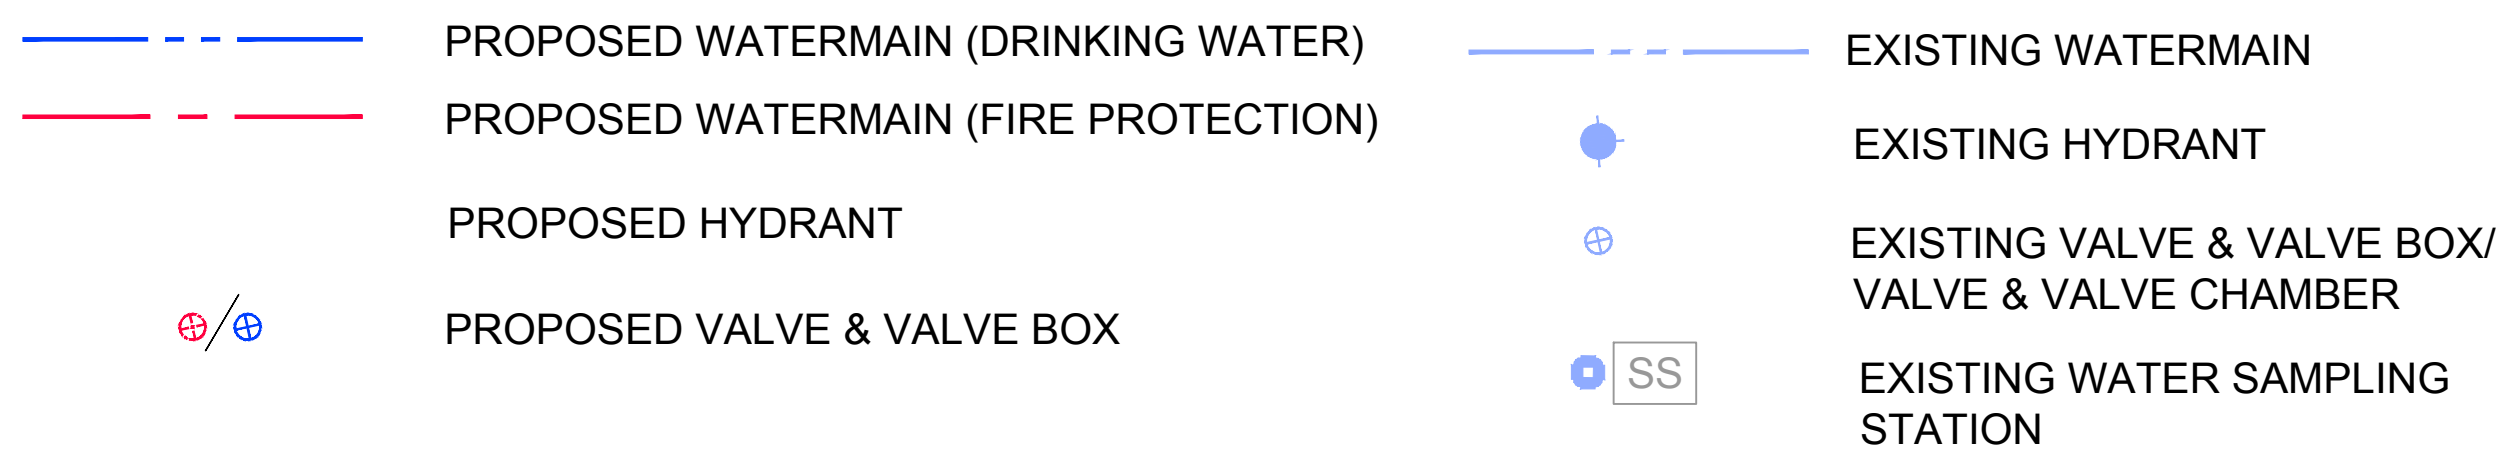 PROPOSED WATERMAIN (DRINKING WATER)
PROPOSED WATERMAIN (FIRE PROTECTION)
PROPOSED HYDRANT
PROPOSED VALVE & VALVE BOX
EXISTING WATERMAIN
EXISTING HYDRANT
EXISTING VALVE & VALVE BOX/
VALVE & VALVE CHAMBER
SS
EXISTING WATER SAMPLING
STATION